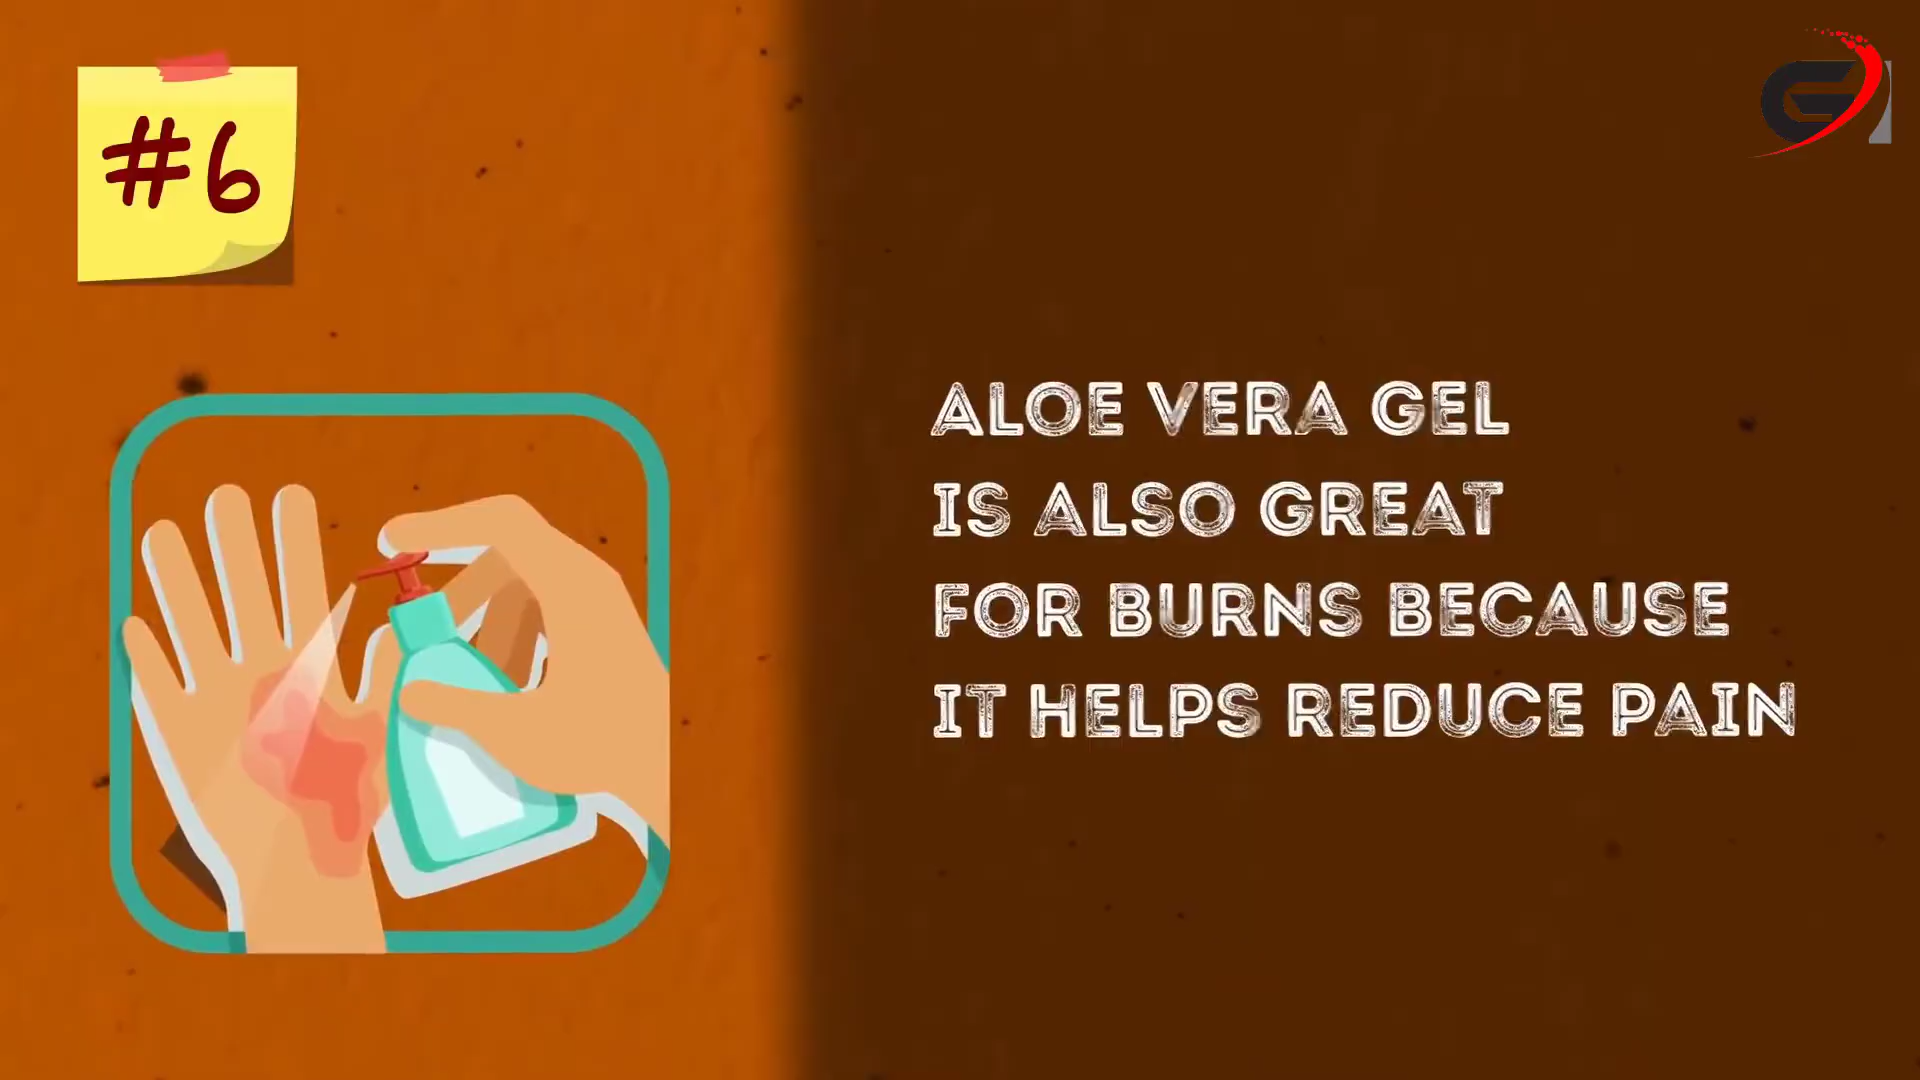 #6
ALOE VERA GEL
IS ALSO GREAT
FOR BURNS BECAUSE
IT HELPS REDUCE PAIN